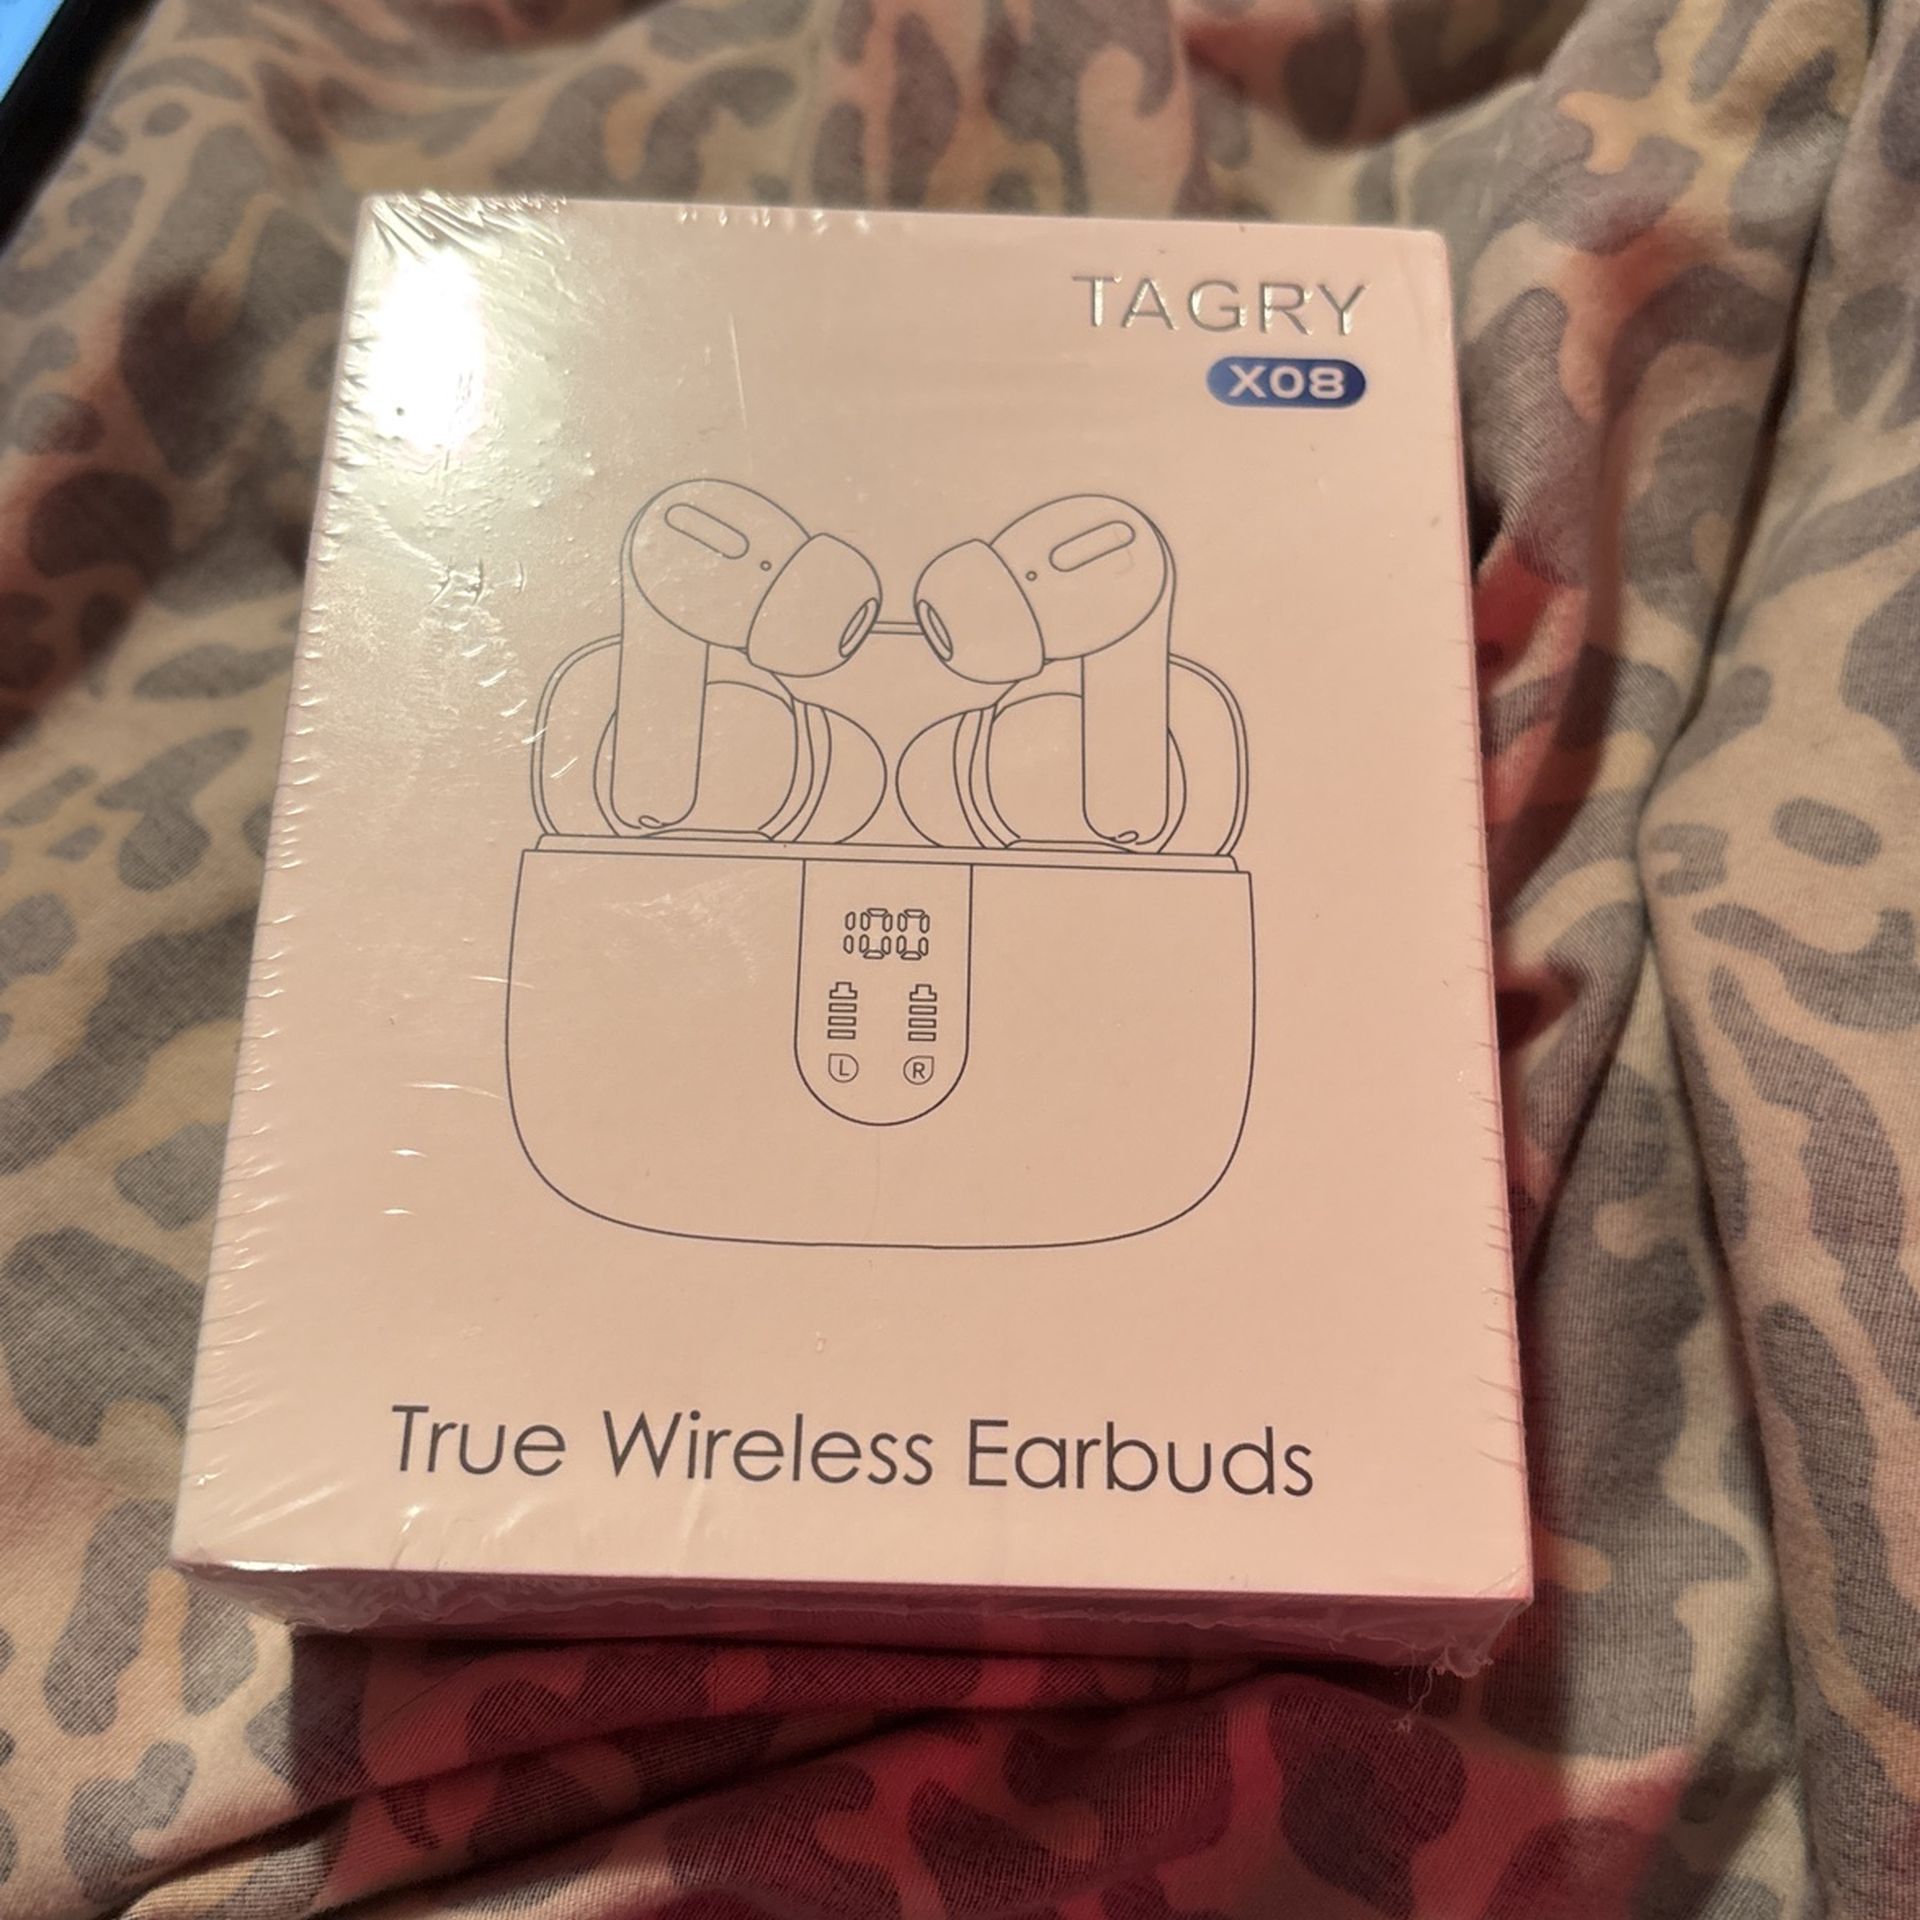 TAGRY
X08
100
L R
True Wireless Earbuds